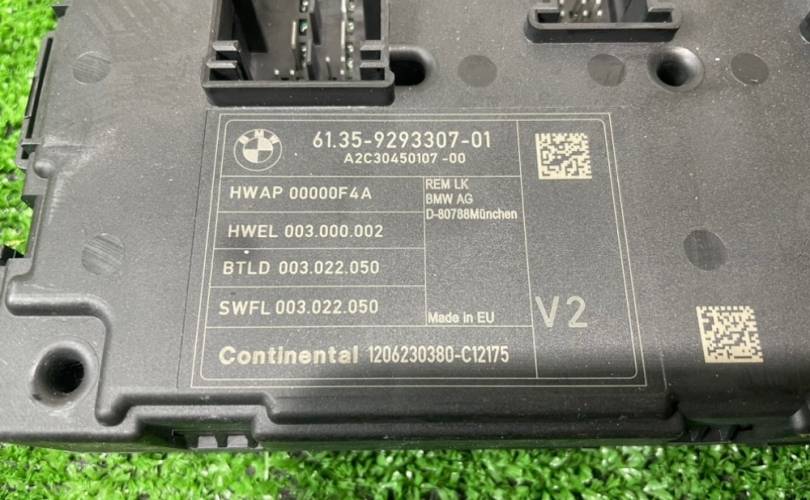 BMW
61.35-9293307-01
A2C30450107-00
HWAP 00000F4A
HWEL 003.000.002
BTLD 003.022.050
SWFL 003.022.050
REM LK
BMW AG
D-80788München
Made in EU
V2
Continental 1206230380-C12175